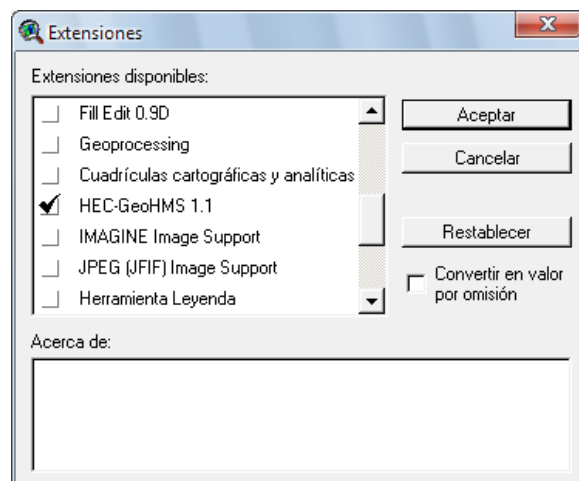 Extensiones
Extensiones disponibles:
Fill Edit 0.9D
Geoprocessing
Cuadrículas cartográficas y analíticas
HEC-GeoHMS 1.1
IMAGINE Image Support
JPEG (JFIF) Image Support
Herramienta Leyenda
Aceptar
Cancelar
Restablecer
Convertir en valor
por omisión
Acerca de: